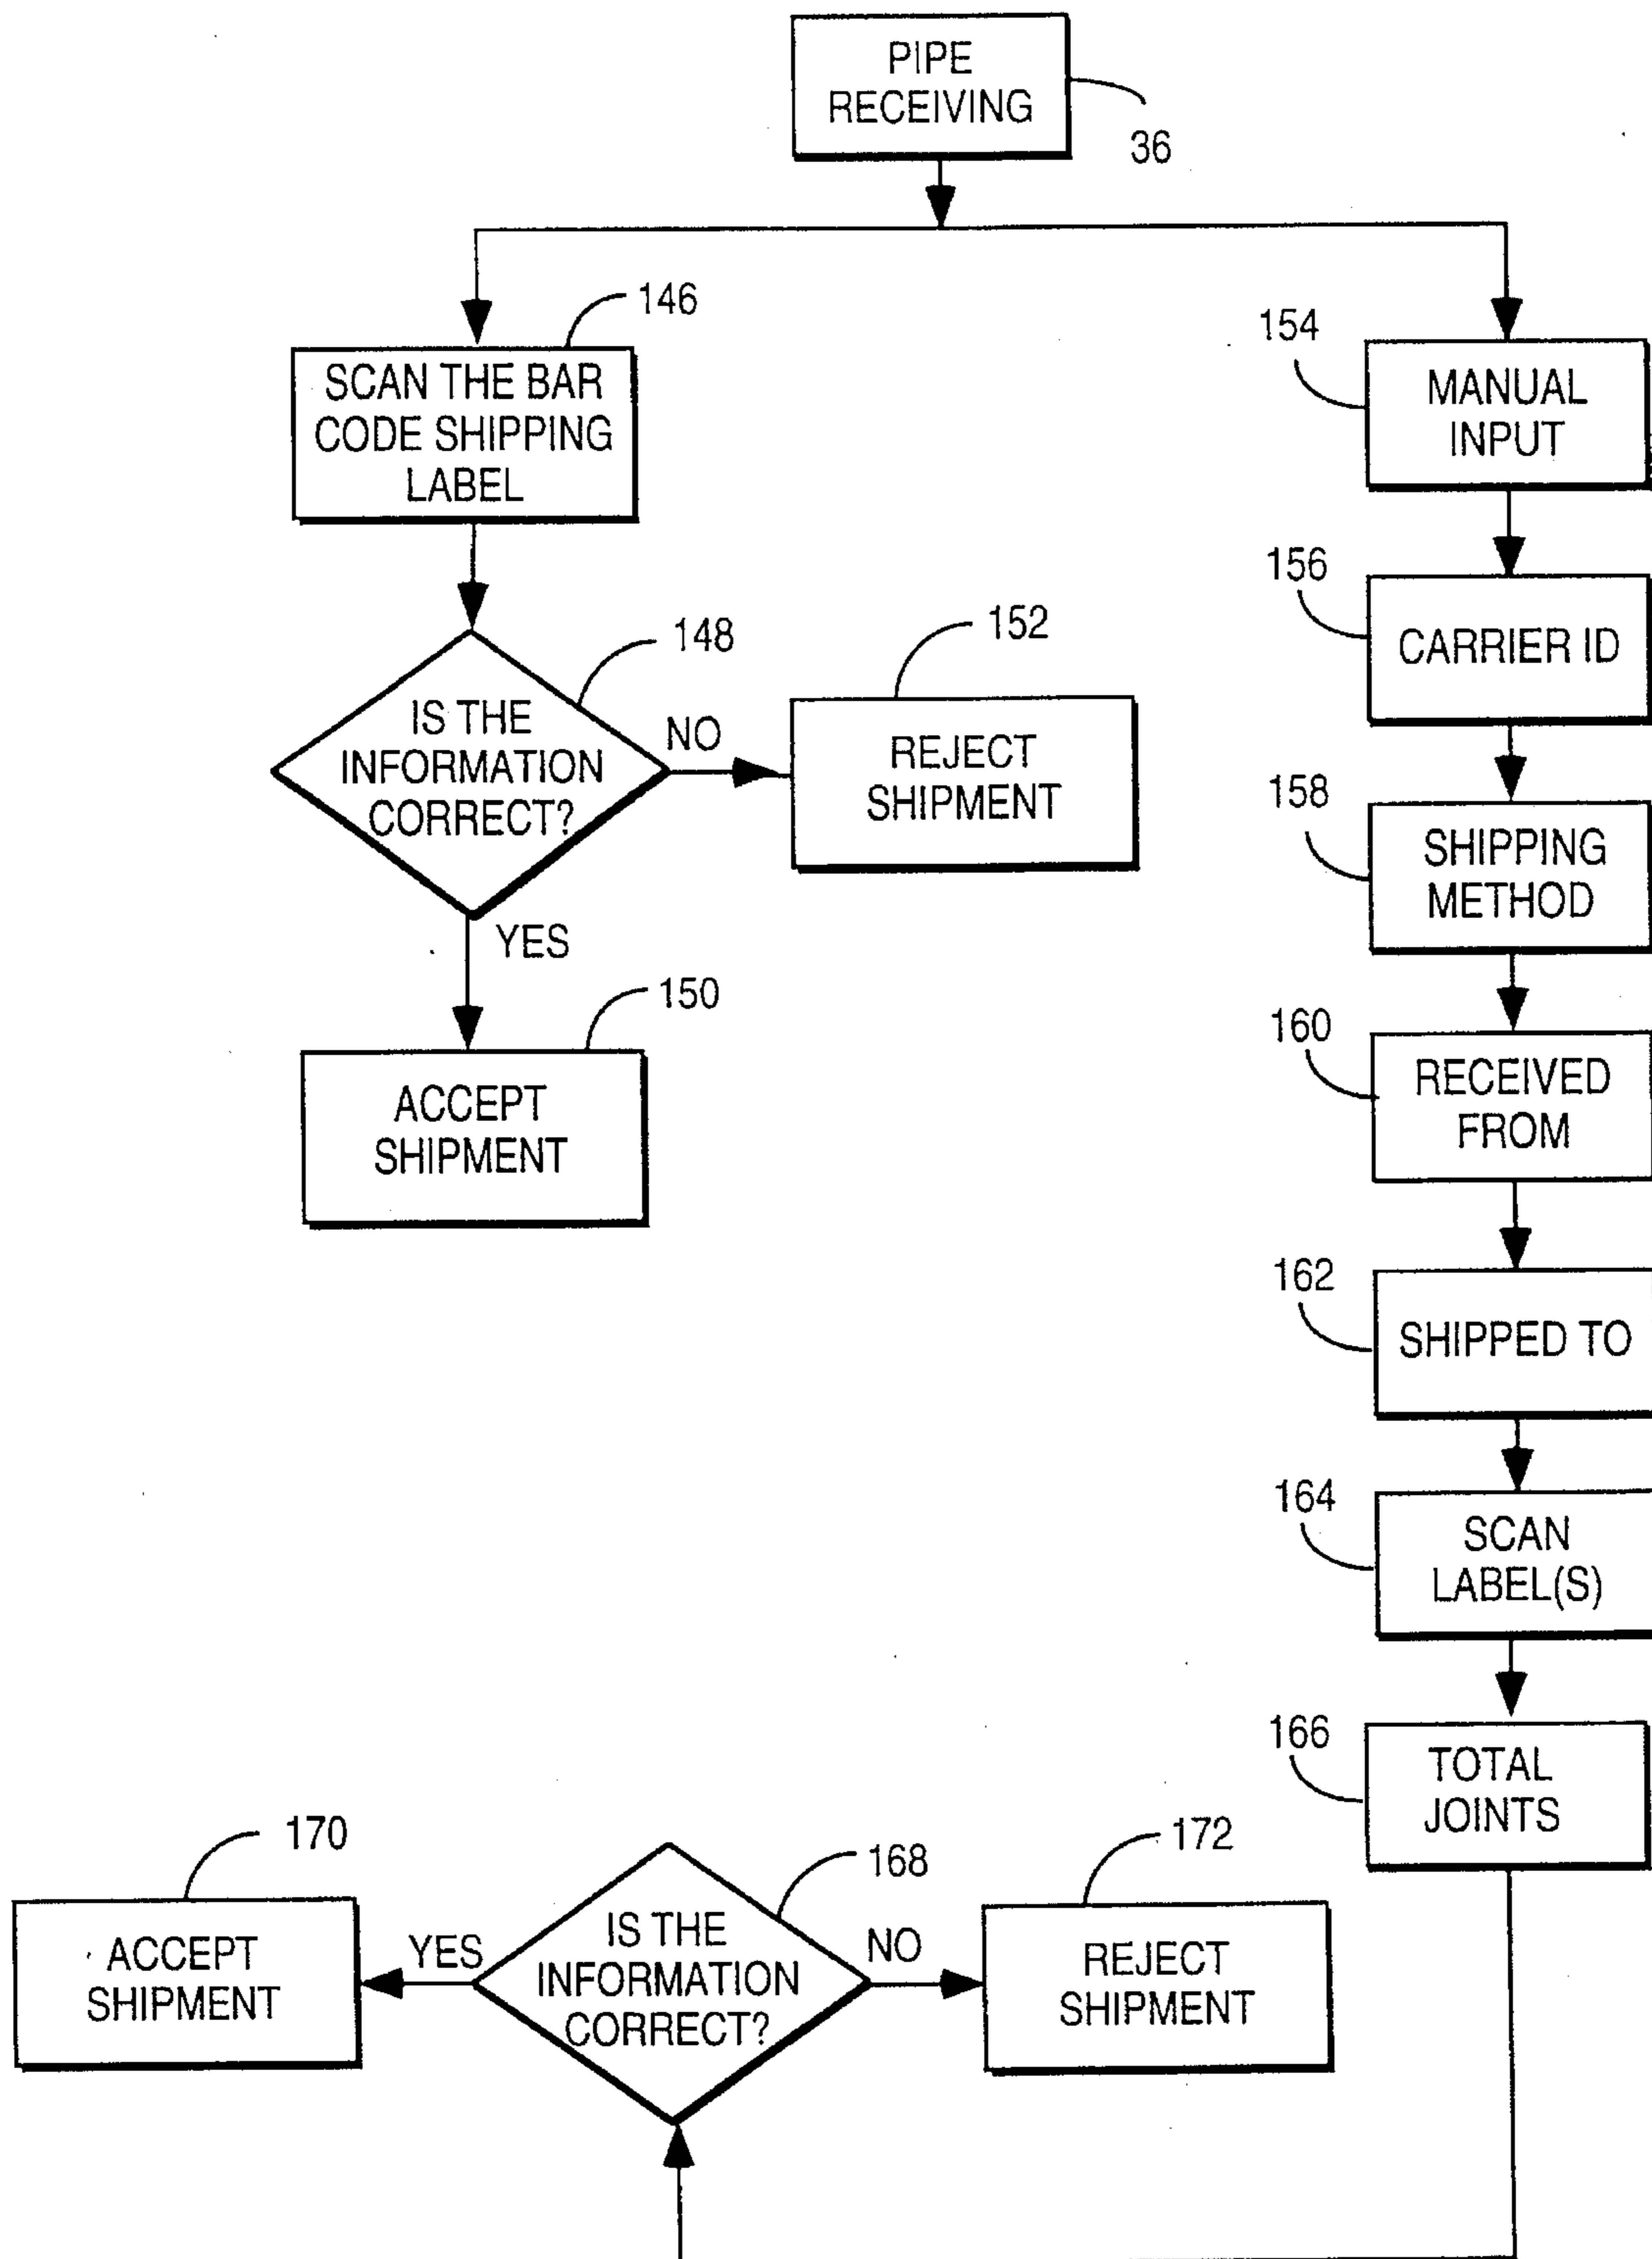 PIPE
RECEIVING
36
146
SCAN THE BAR
CODE SHIPPING
LABEL
148
IS THE
INFORMATION
CORRECT?
NO
152
REJECT
SHIPMENT
YES
150
ACCEPT
SHIPMENT
154
MANUAL
INPUT
156
CARRIER ID
158
SHIPPING
METHOD
160
RECEIVED
FROM
162
SHIPPED TO
164
SCAN
LABEL(S)
166
TOTAL
JOINTS
168
IS THE
INFORMATION
CORRECT?
YES
170
ACCEPT
SHIPMENT
NO
172
REJECT
SHIPMENT